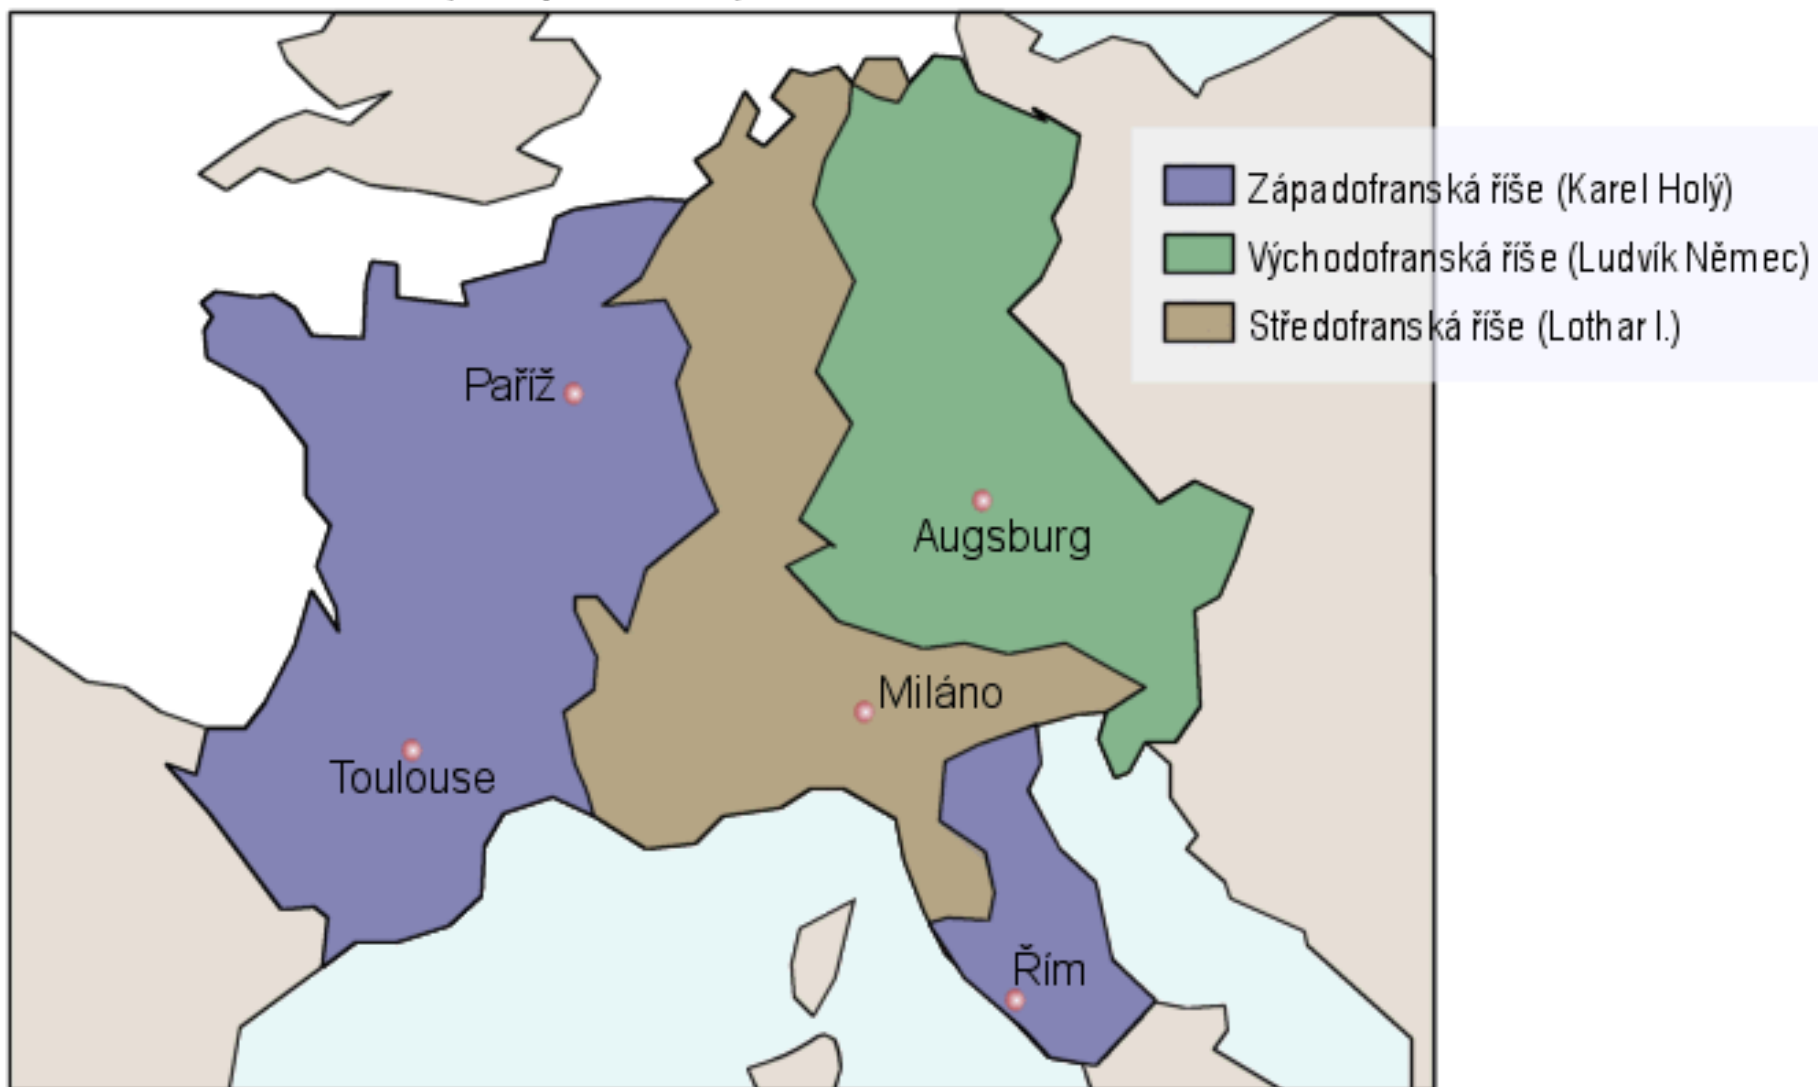 Západofranská říše (Karel Holý)
Východofranská říše (Ludvík Němec)
Středofranská říše (Lothar I.)
Paříž
Augsburg
Miláno
Toulouse
Řím